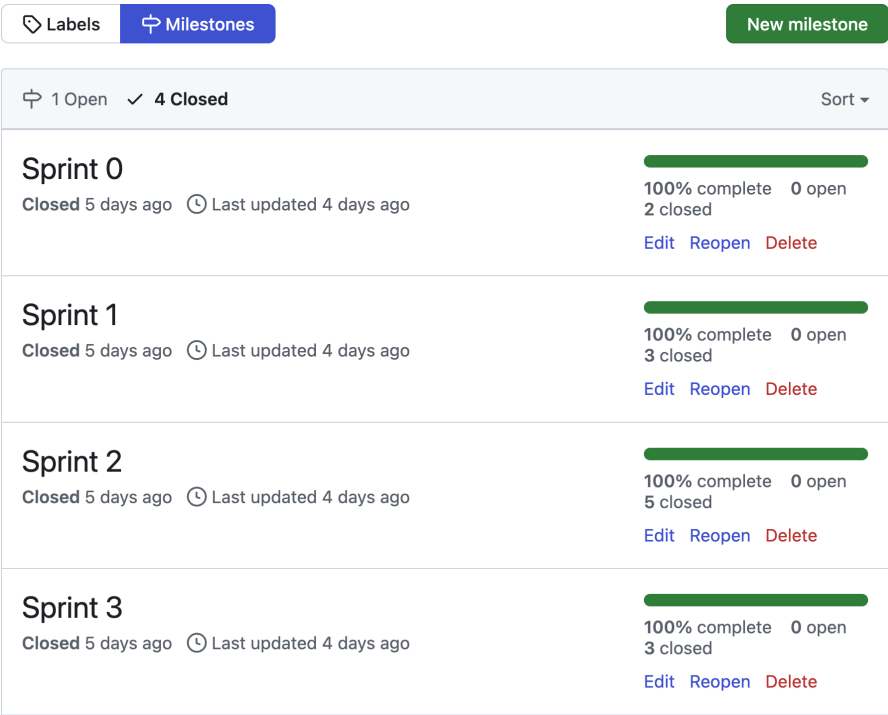 Labels Milestones New milestone
1 Open 4 Closed Sort
Sprint 0
Closed 5 days ago Last updated 4 days ago
100% complete 0 open
2 closed
Edit Reopen Delete
Sprint 1
Closed 5 days ago Last updated 4 days ago
100% complete 0 open
3 closed
Edit Reopen Delete
Sprint 2
Closed 5 days ago Last updated 4 days ago
100% complete 0 open
5 closed
Edit Reopen Delete
Sprint 3
Closed 5 days ago Last updated 4 days ago
100% complete 0 open
3 closed
Edit Reopen Delete